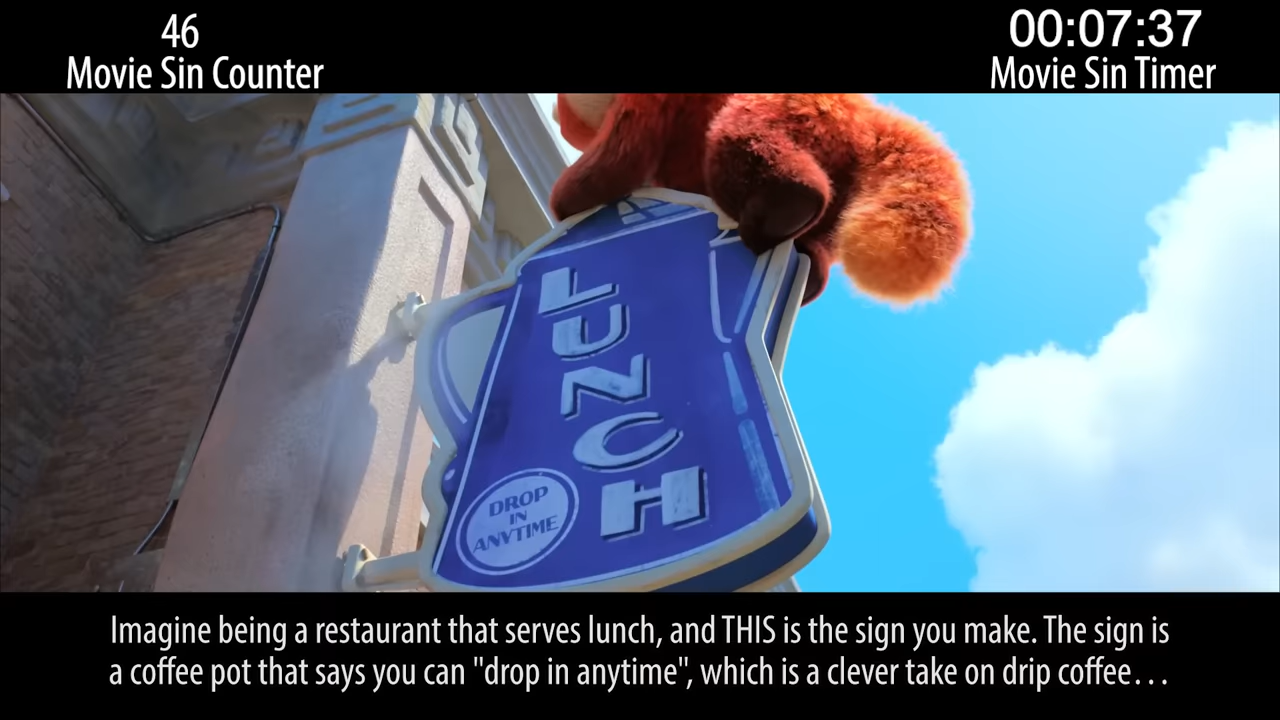 46
Movie Sin Counter
00:07:37
Movie Sin Timer
LUNCH
DROP
IN
ANYTIME
Imagine being a restaurant that serves lunch, and THIS is the sign you make. The sign is
a coffee pot that says you can "drop in anytime", which is a clever take on drip coffee…